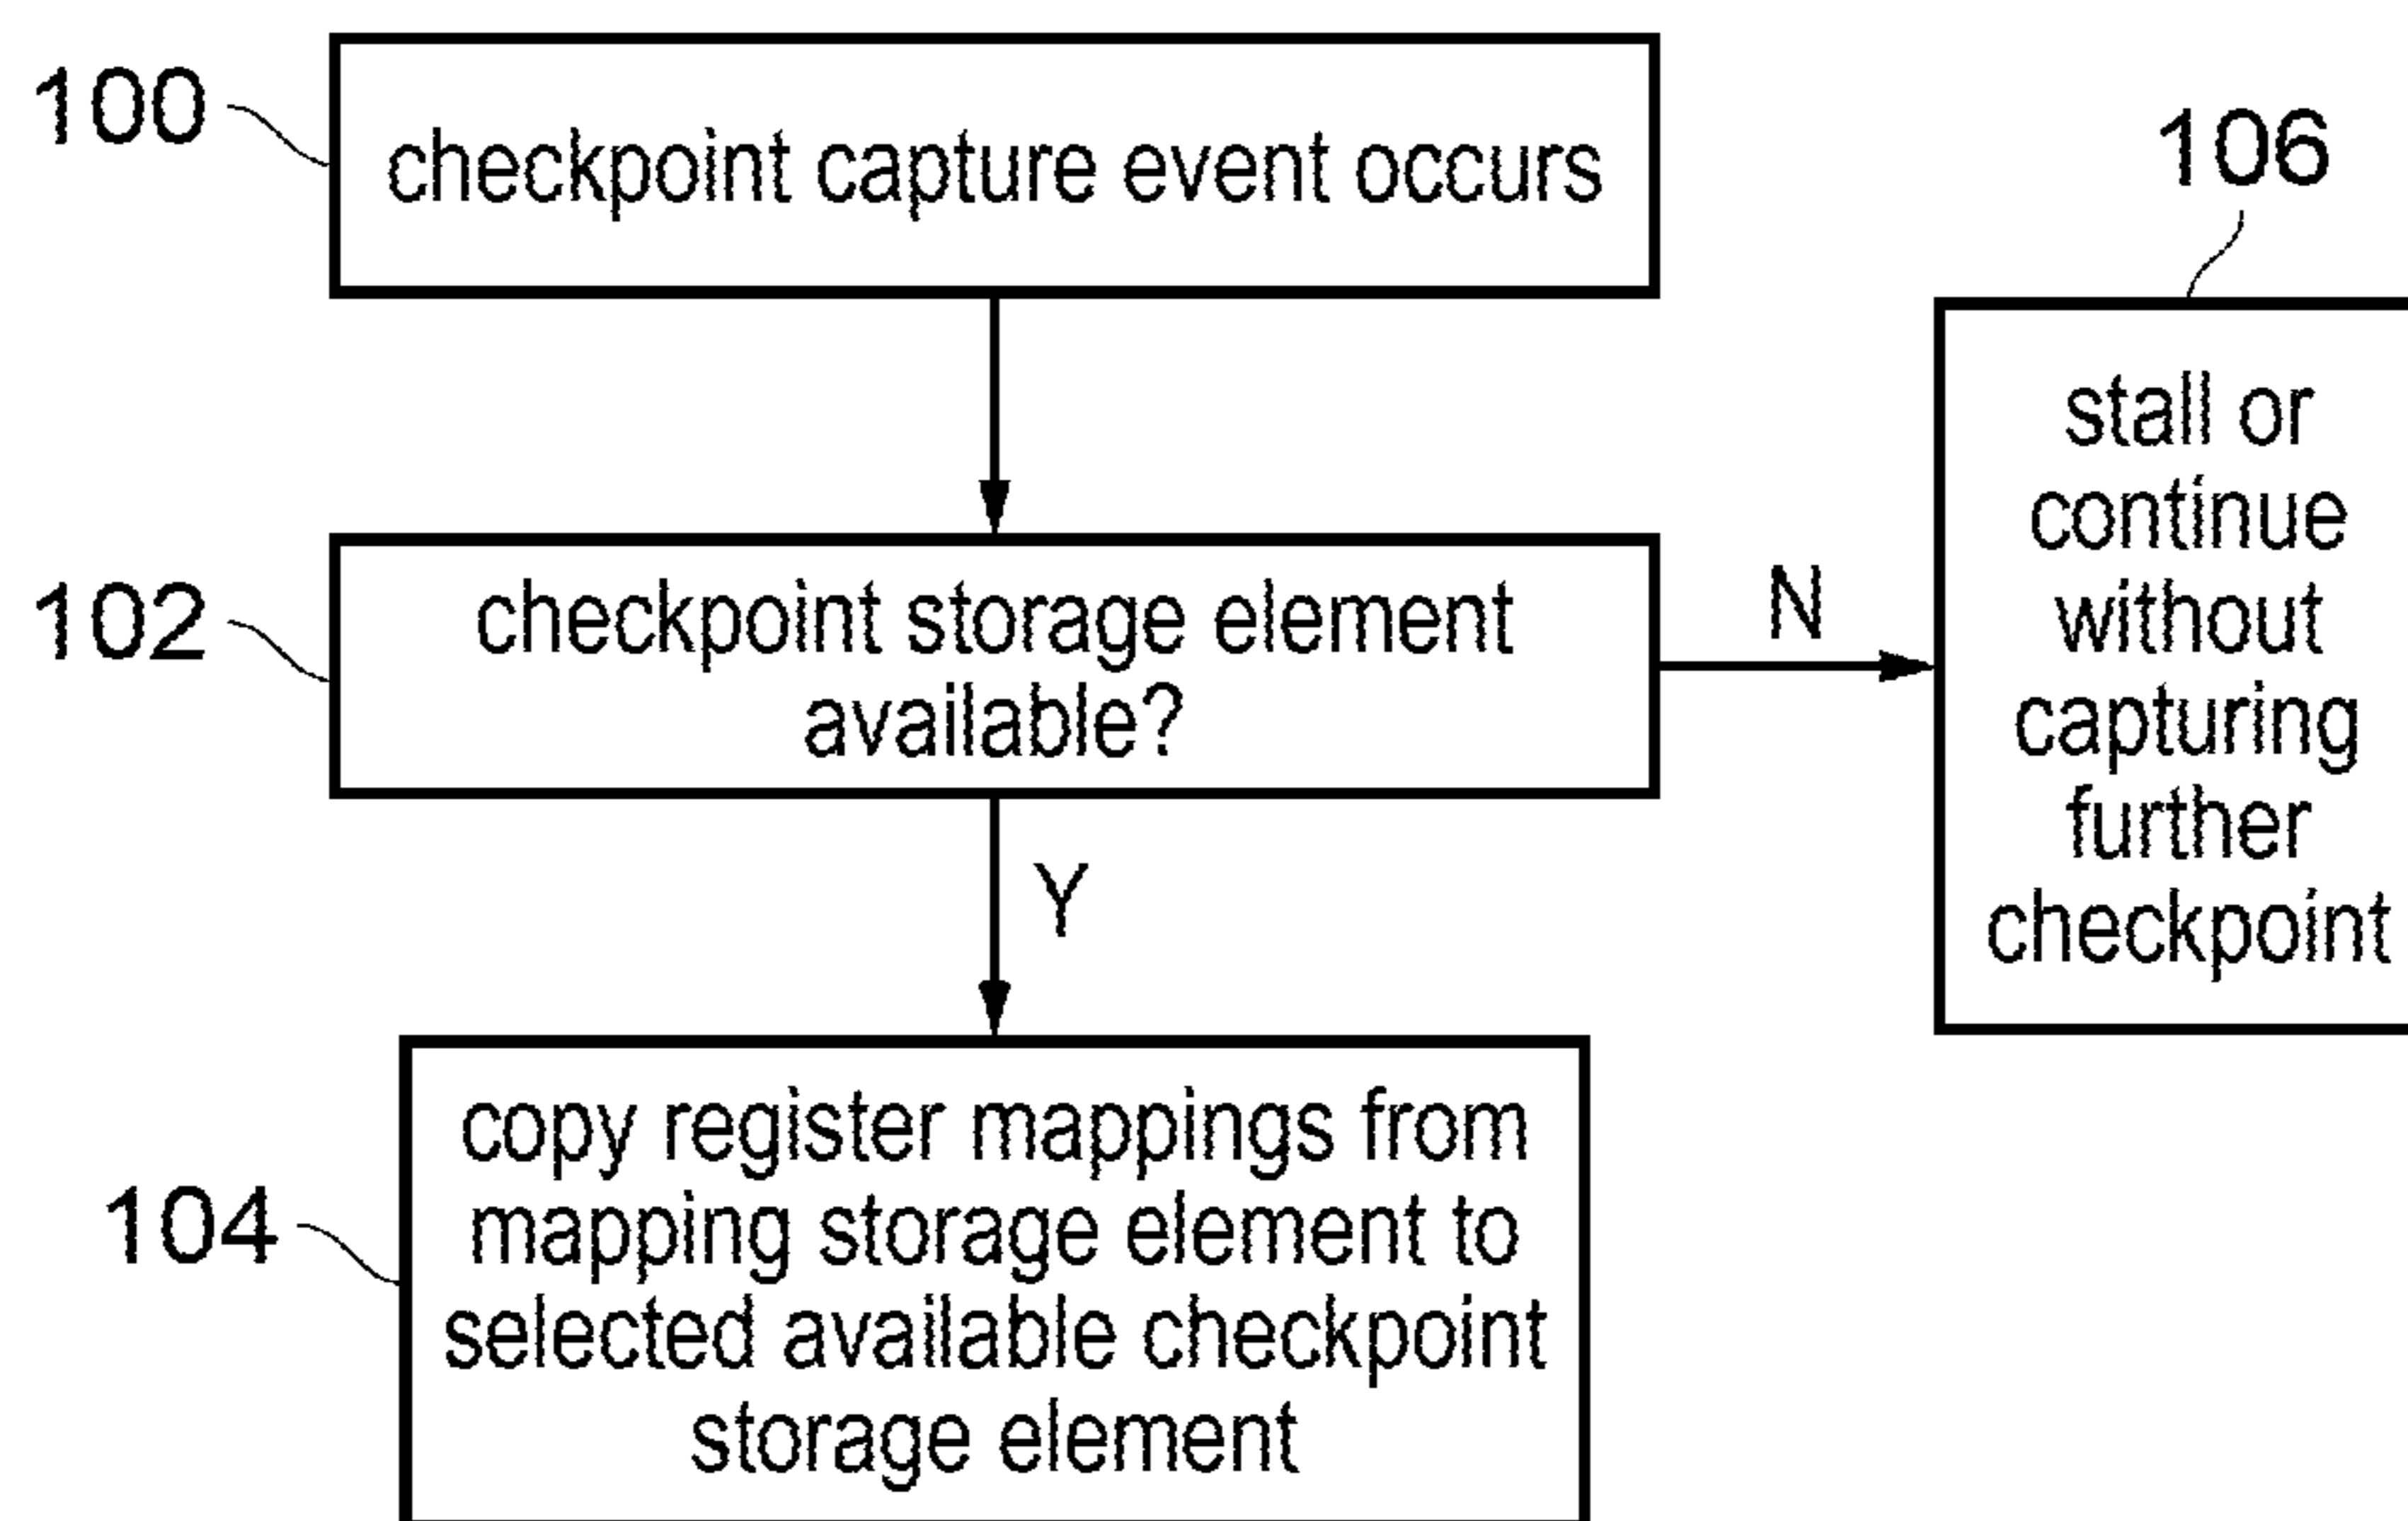 100
checkpoint capture event occurs
106
102
checkpoint storage element
available?
N
stall or
continue
without
capturing
further
checkpoint
Y
104
copy register mappings from
mapping storage element to
selected available checkpoint
storage element